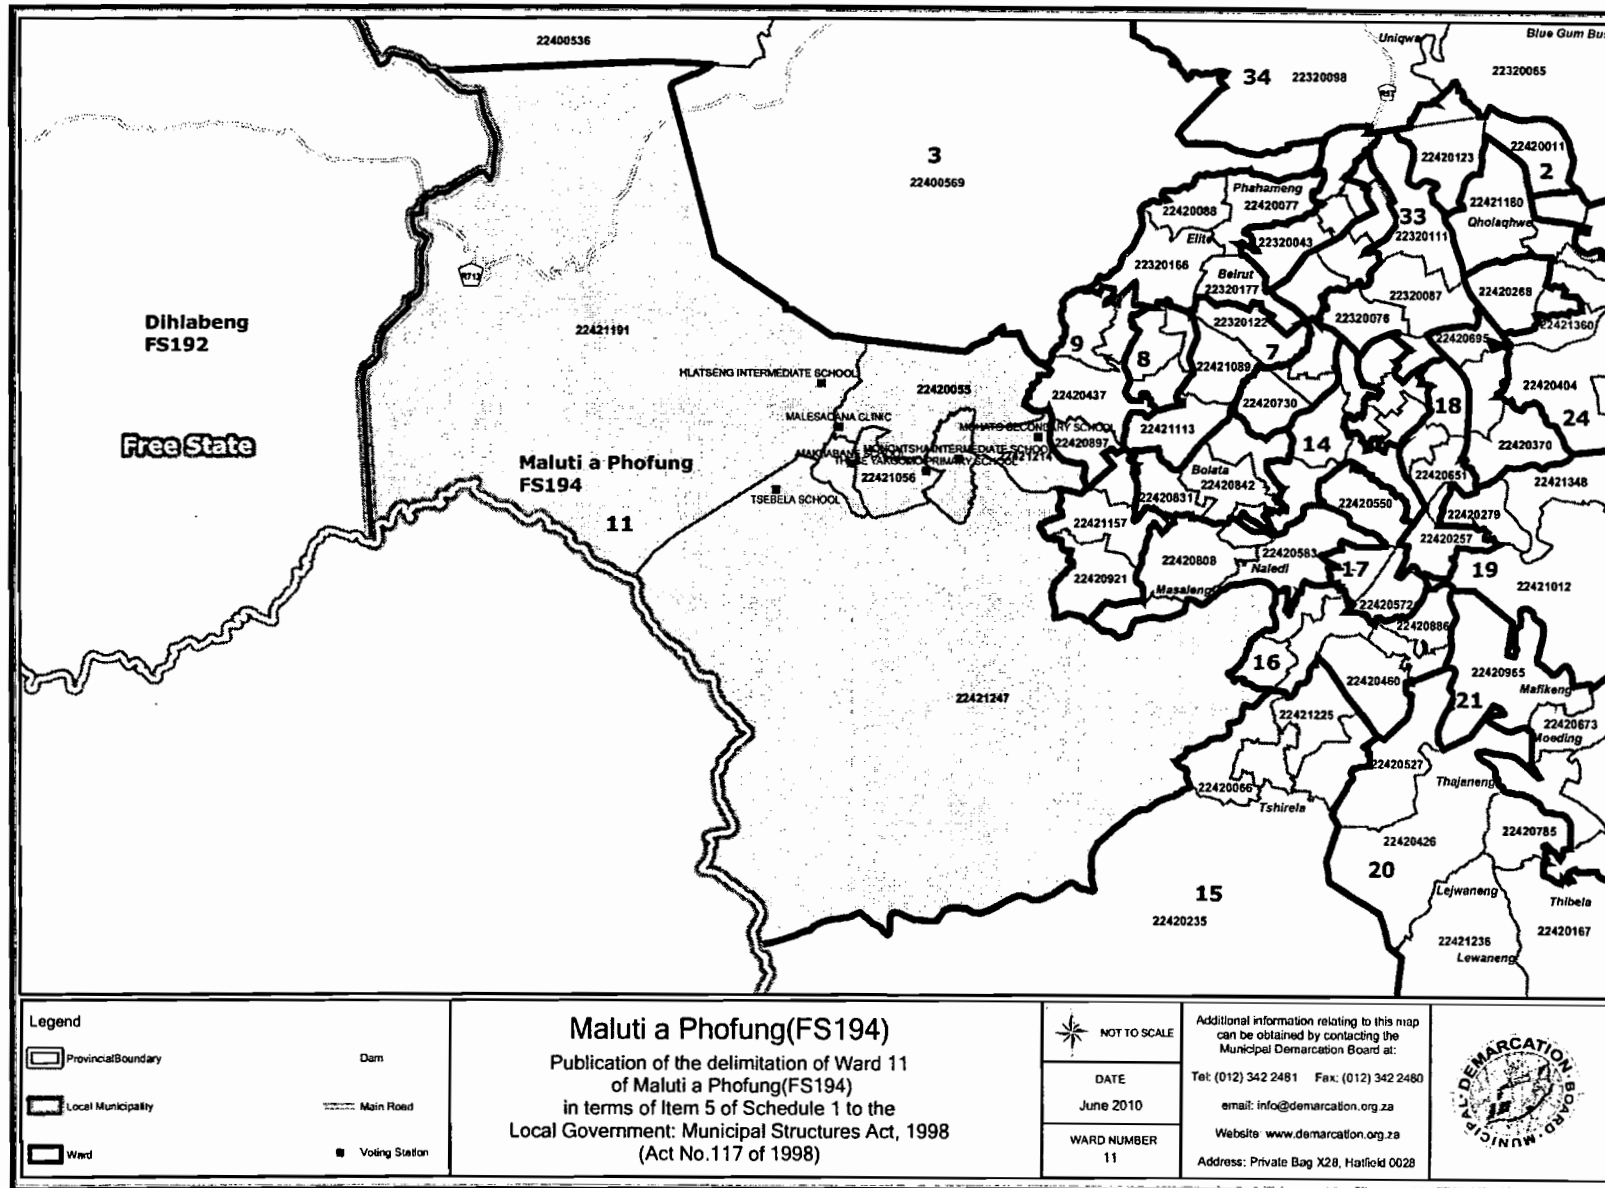 22400536
Uniqwa
Blue Gum Bus
34
22320098
22320065
3
22400569
22420123
22420011
2
Phahameng
22420077
22420088
22421180
33
Qholaqhwe
22320111
Elite
22320043
22320166
Beirut
22320177
22320087
22420268
R712
Dihlabeng
FS192
22421191
22320122
22320076
22421360
9
8
7
22420695
HLATSENG INTERMEDIATE SCHOOL
22421089
22420055
22420437
22420404
22420730
18
24
MALESAOANA CLINIC
MOHATO SECONDARY SCHOOL
22421113
Free State
22420897
14
22420370
Maluti a Phofung
FS194
22421214
22421056
Bolata
22420842
22420651
22421348
TSEBELA SCHOOL
22420831
22420550
22420279
11
22421157
22420257
22420583
22420808
Naledi
17
19
22420921
22421012
Masaleng
22420572
22420886
16
22420460
22420965
Mafikeng
22421247
21
22421225
22420673
Moeding
22420527
Thajaneng
22420066
Tshirela
22420785
22420426
20
15
Lejwaneng
Thibela
22420235
22420167
22421236
Lewaneng
Legend
ProvincialBoundary
Dam
Local Municipality
Main Road
Ward
Voting Station
Maluti a Phofung(FS194)
Publication of the delimitation of Ward 11
of Maluti a Phofung(FS194)
in terms of Item 5 of Schedule 1 to the
Local Government: Municipal Structures Act, 1998
(Act No.117 of 1998)
NOT TO SCALE
DATE
June 2010
WARD NUMBER
11
Additional information relating to this map
can be obtained by contacting the
Municipal Demarcation Board at:
Tel: (012) 342 2481 Fax: (012) 342 2480
email: info@demarcation.org.za
Website: www.demarcation.org.za
Address: Private Bag X28, Hatfield 0028
MUNICIPAL DEMARCATION BOARD